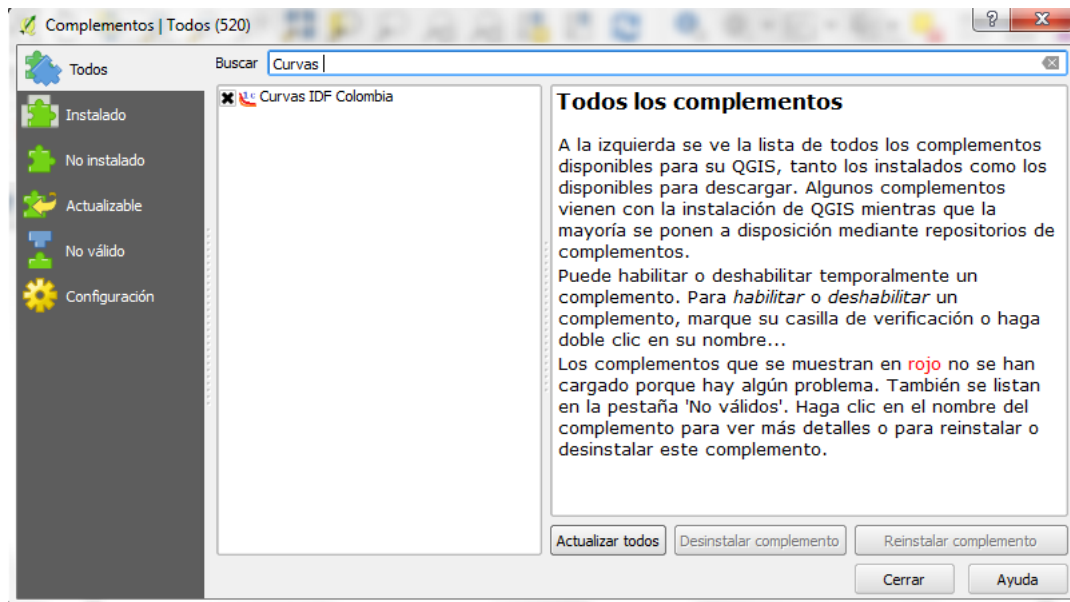 Complementos | Todos (520)
Todos
Instalado
No instalado
Actualizable
No válido
Configuración
Buscar Curvas
Curvas IDF Colombia
Todos los complementos
A la izquierda se ve la lista de todos los complementos
disponibles para su QGIS, tanto los instalados como los
disponibles para descargar. Algunos complementos
vienen con la instalación de QGIS mientras que la
mayoría se ponen a disposición mediante repositorios de
complementos.
Puede habilitar o deshabilitar temporalmente un
complemento. Para habilitar o deshabilitar un
complemento, marque su casilla de verificación o haga
doble clic en su nombre...
Los complementos que se muestran en rojo no se han
cargado porque hay algún problema. También se listan
en la pestaña 'No válidos'. Haga clic en el nombre del
complemento para ver más detalles o para reinstalar o
desinstalar este complemento.
Actualizar todos Desinstalar complemento Reinstalar complemento
Cerrar Ayuda